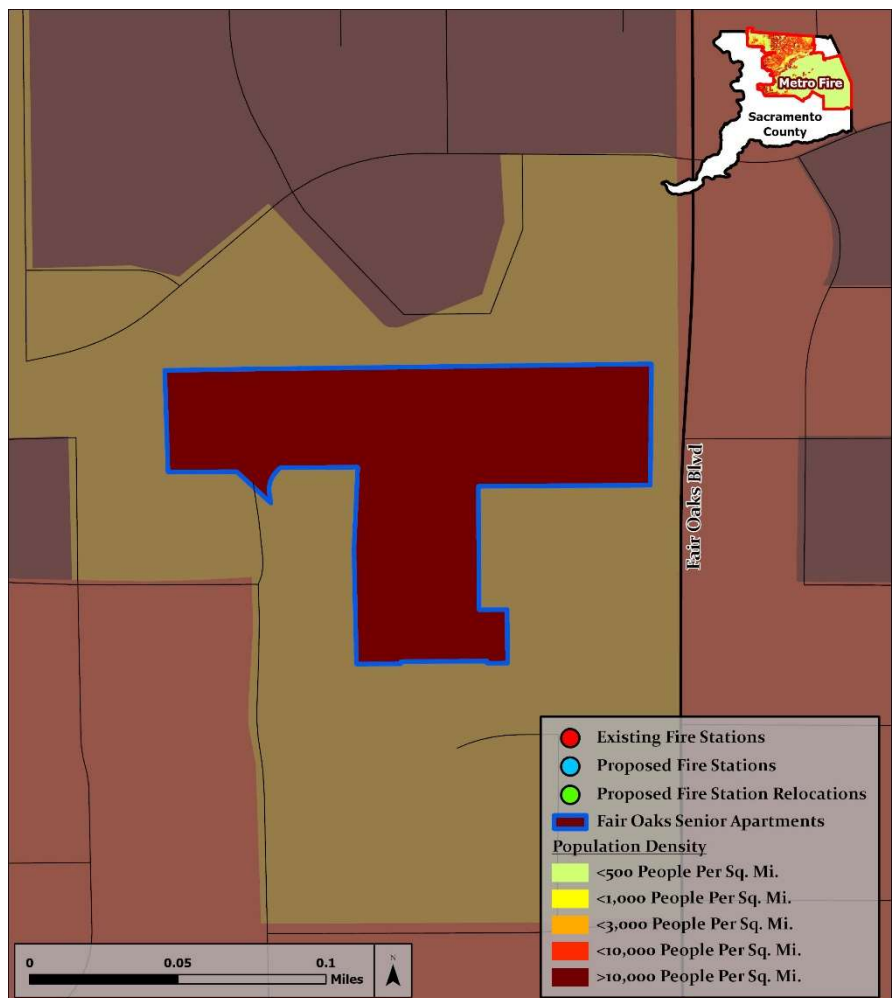 Metro Fire
Sacramento
County
Fair Oaks Blvd
Existing Fire Stations
Proposed Fire Stations
Proposed Fire Station Relocations
Fair Oaks Senior Apartments
Population Density
<500 People Per Sq. Mi.
<1,000 People Per Sq. Mi.
<3,000 People Per Sq. Mi.
<10,000 People Per Sq. Mi.
>10,000 People Per Sq. Mi.
0 0.05 0.1
Miles
N